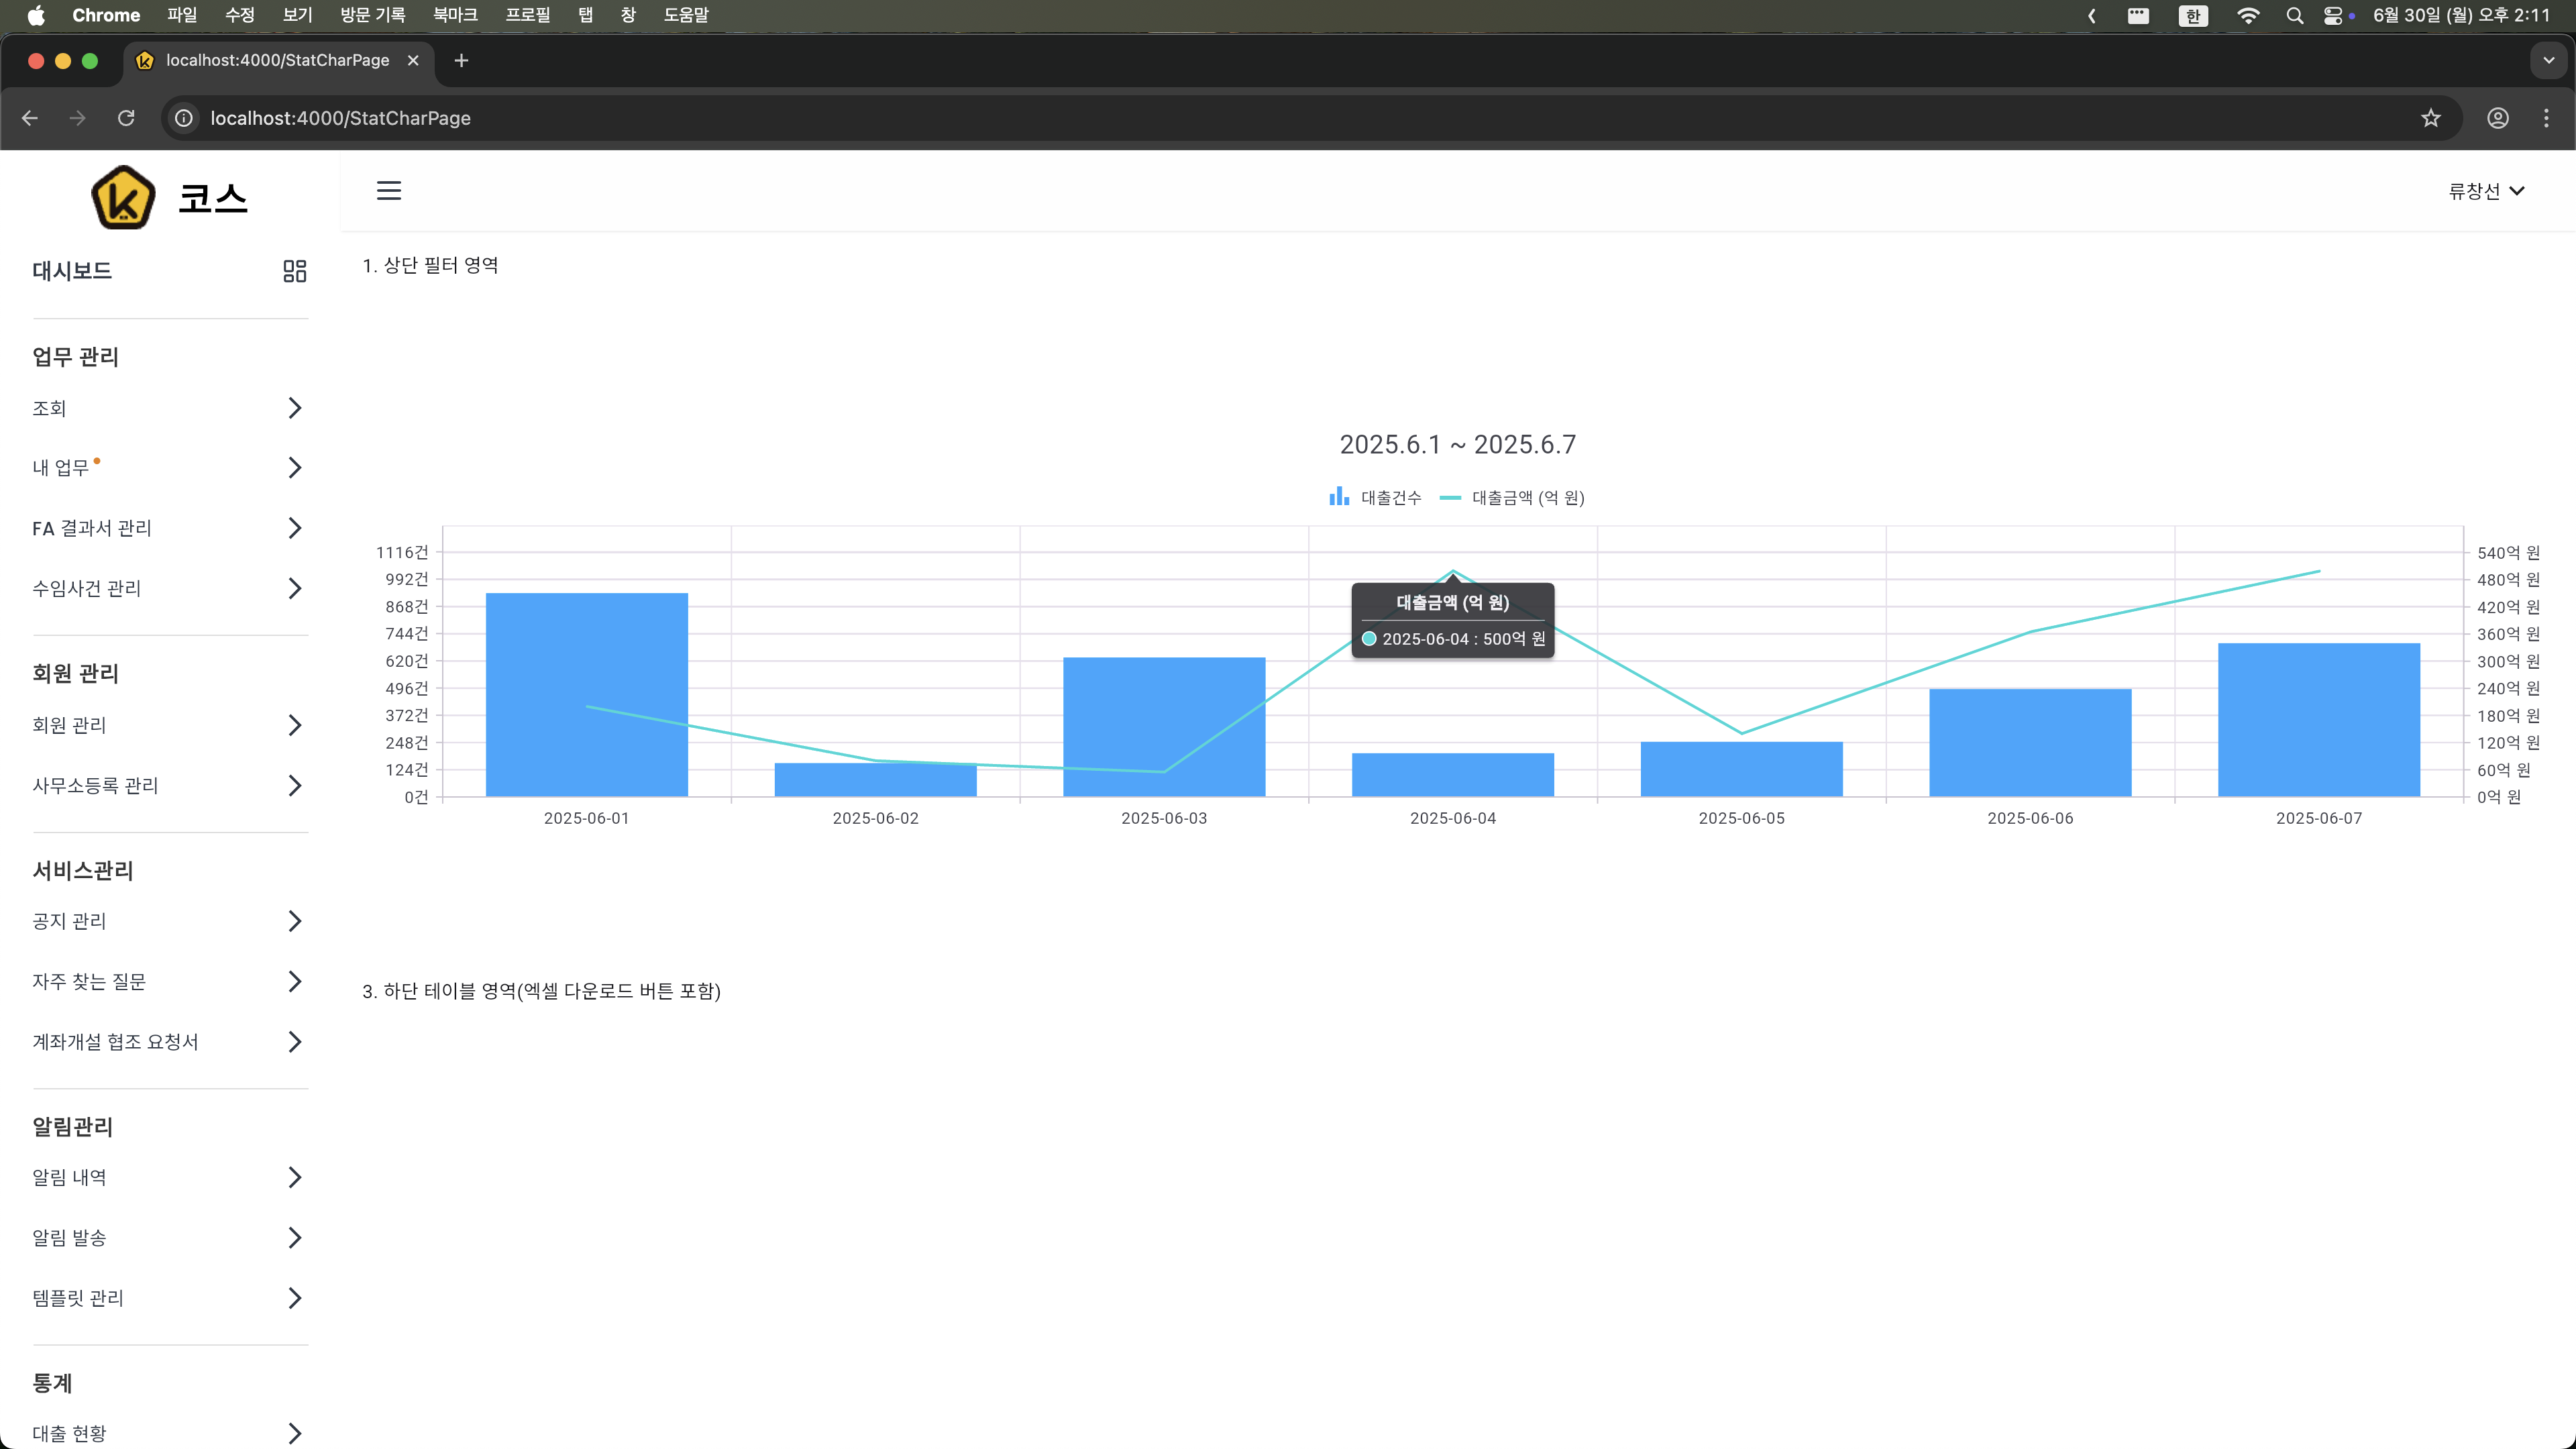 Chrome 파일 수정 보기 방문 기록 북마크 프로필 탭 창 도움말 한 6월 30일 (월) 오후 2:11
localhost:4000/StatCharPage
localhost:4000/StatCharPage
코스
류창선
대시보드
업무 관리
조회
내 업무
FA 결과서 관리
수임사건 관리
회원 관리
회원 관리
사무소등록 관리
서비스관리
공지 관리
자주 찾는 질문
계좌개설 협조 요청서
알림관리
알림 내역
알림 발송
템플릿 관리
통계
대출 현황
1. 상단 필터 영역
2025.6.1 ~ 2025.6.7
대출건수 대출금액 (억 원)
1116건
992건
868건
744건
620건
496건
372건
248건
124건
0건
대출금액 (억 원)
2025-06-04 : 500억 원
540억 원
480억 원
420억 원
360억 원
300억 원
240억 원
180억 원
120억 원
60억 원
0억 원
2025-06-01 2025-06-02 2025-06-03 2025-06-04 2025-06-05 2025-06-06 2025-06-07
3. 하단 테이블 영역(엑셀 다운로드 버튼 포함)